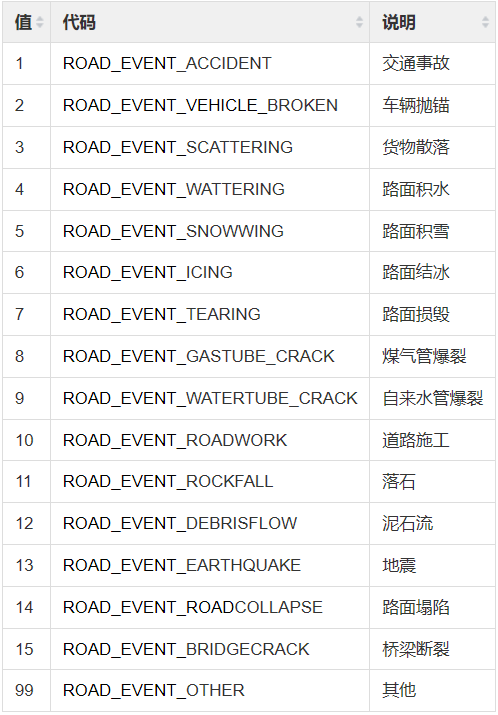 值 代码 说明
1 ROAD_EVENT_ACCIDENT 交通事故
2 ROAD_EVENT_VEHICLE_BROKEN 车辆抛锚
3 ROAD_EVENT_SCATTERING 货物散落
4 ROAD_EVENT_WATTERING 路面积水
5 ROAD_EVENT_SNOWWING 路面积雪
6 ROAD_EVENT_ICING 路面结冰
7 ROAD_EVENT_TEARING 路面损毁
8 ROAD_EVENT_GASTUBE_CRACK 煤气管爆裂
9 ROAD_EVENT_WATERTUBE_CRACK 自来水管爆裂
10 ROAD_EVENT_ROADWORK 道路施工
11 ROAD_EVENT_ROCKFALL 落石
12 ROAD_EVENT_DEBRISFLOW 泥石流
13 ROAD_EVENT_EARTHQUAKE 地震
14 ROAD_EVENT_ROADCOLLAPSE 路面塌陷
15 ROAD_EVENT_BRIDGECRACK 桥梁断裂
99 ROAD_EVENT_OTHER 其他